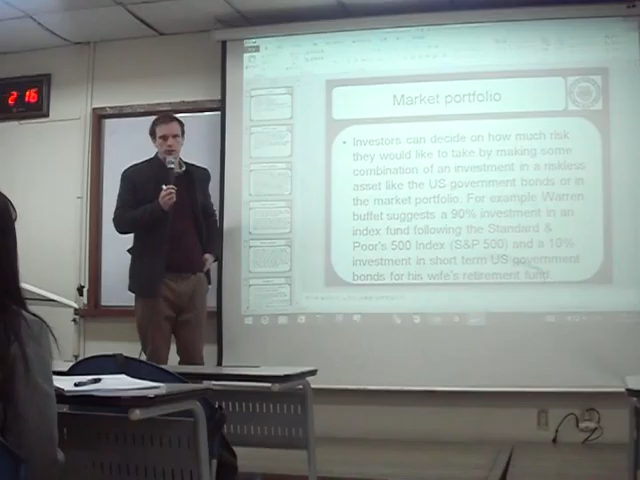 2 16
Market portfolio
• Investors can decide on how much risk
they would like to take by making some
combination of an investment in a riskless
asset like the US government bonds or in
the market portfolio. For example Warren
buffet suggests a 90% investment in an
index fund following the Standard &
Poor's 500 Index (S&P 500) and a 10%
investment in short term US government
bonds for his wife's retirement fund.